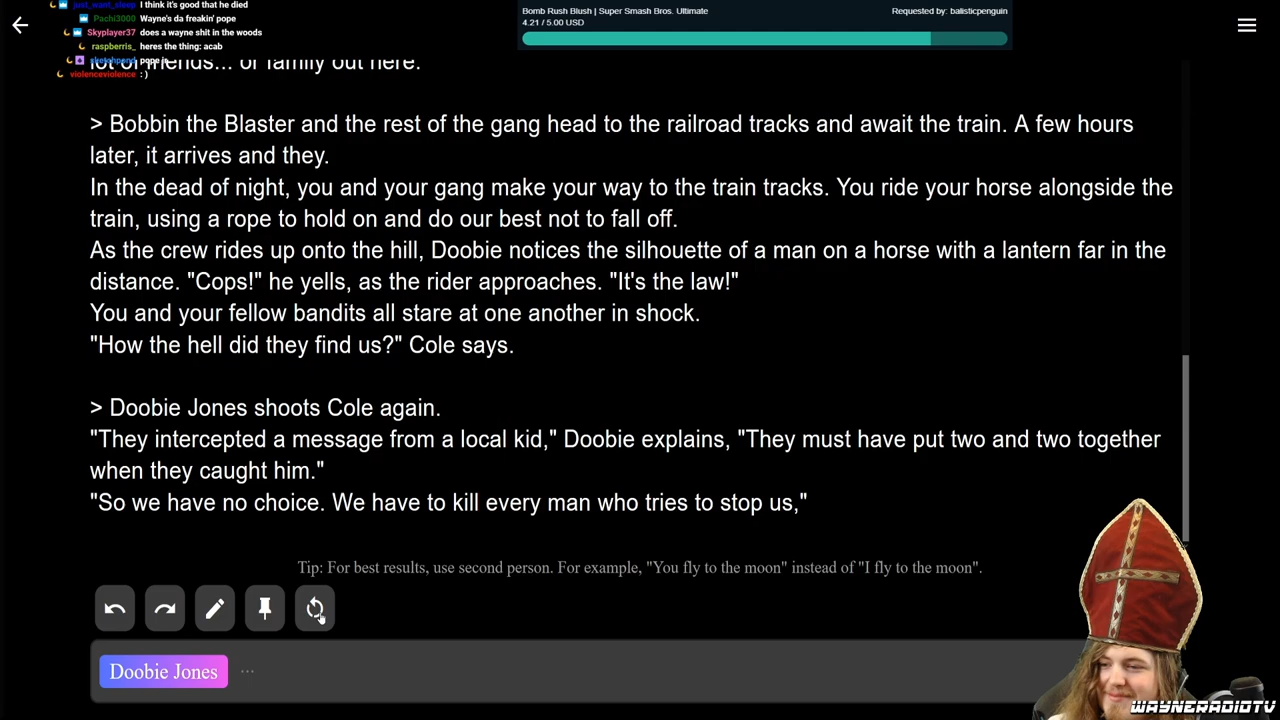 just_want_sleep I think it's good that he died
Pachi3000 Wayne's da freakin' pope
Skyplayer37 does a wayne shit in the woods
raspberris_ heres the thing: acab
violenceviolence : )
Bomb Rush Blush | Super Smash Bros. Ultimate
Requested by: balisticpenguin
4.21 / 5.00 USD
or family out here.
> Bobbin the Blaster and the rest of the gang head to the railroad tracks and await the train. A few hours
later, it arrives and they.
In the dead of night, you and your gang make your way to the train tracks. You ride your horse alongside the
train, using a rope to hold on and do our best not to fall off.
As the crew rides up onto the hill, Doobie notices the silhouette of a man on a horse with a lantern far in the
distance. "Cops!" he yells, as the rider approaches. "It's the law!"
You and your fellow bandits all stare at one another in shock.
"How the hell did they find us?" Cole says.
> Doobie Jones shoots Cole again.
"They intercepted a message from a local kid," Doobie explains, "They must have put two and two together
when they caught him."
"So we have no choice. We have to kill every man who tries to stop us,"
Tip: For best results, use second person. For example, "You fly to the moon" instead of "I fly to the moon".
Doobie Jones ...
WAYNERADIOTV